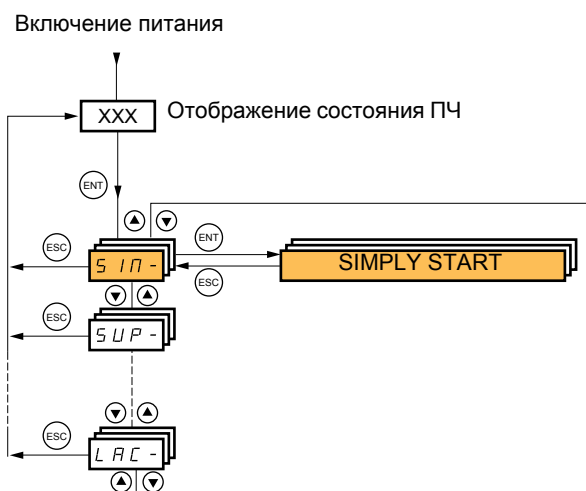 Включение питания
XXX
Отображение состояния ПЧ
ENT
ESC
SIM-
ENT
ESC
SIMPLY START
ESC
SUP-
ESC
LAC-